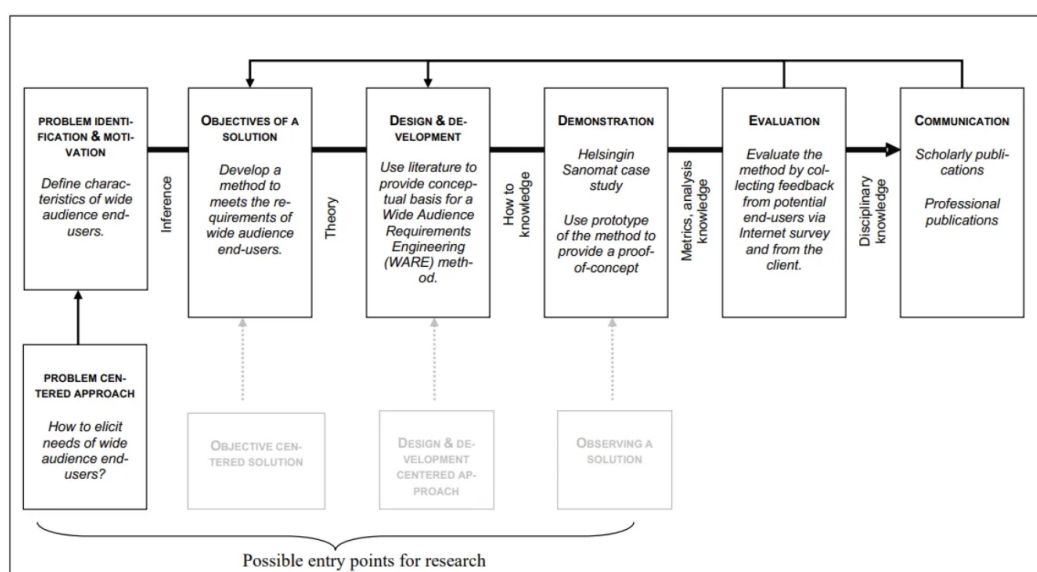 PROBLEM IDENTI-
FICATION & MOTI-
VATION
Define charac-
teristics of wide
audience end-
users.
Inference
OBJECTIVES OF A
SOLUTION
Develop a
method to
meets the re-
quirements of
wide audience
end-users.
Theory
DESIGN & DE-
VELOPMENT
Use literature to
provide concep-
tual basis for a
Wide Audience
Requirements
Engineering
(WARE) meth-
od.
How to
knowledge
DEMONSTRATION
Helsingin
Sanomat case
study
Use prototype
of the method to
provide a proof-
of-concept
Metrics, analysis
knowledge
EVALUATION
Evaluate the
method by col-
lecting feedback
from potential
end-users via
Internet survey
and from the
client.
Disciplinary
knowledge
COMMUNICATION
Scholarly publi-
cations
Professional
publications
PROBLEM CEN-
TERED APPROACH
How to elicit
needs of wide
audience end-
users?
OBJECTIVE CEN-
TERED SOLUTION
DESIGN & DE-
VELOPMENT
CENTERED AP-
PROACH
OBSERVING A
SOLUTION
Possible entry points for research